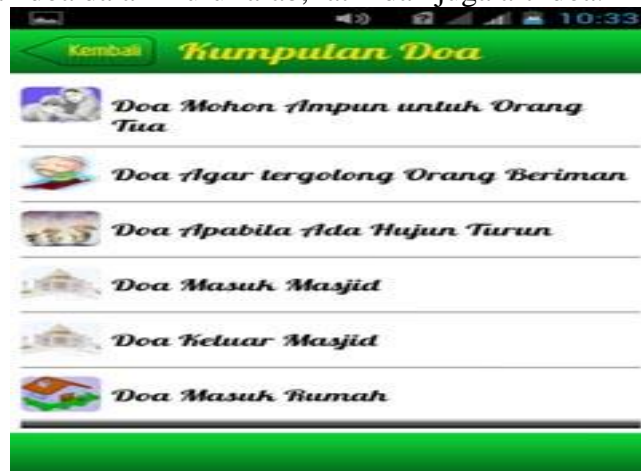 10:33
Kembali
Kumpulan Doa
Doa Mohon Ampun untuk Orang
Tua
Doa Agar tergolong Orang Beriman
Doa Apabila Ada Hujun Turun
Doa Masuk Masjid
Doa Keluar Masjid
Doa Masuk Rumah